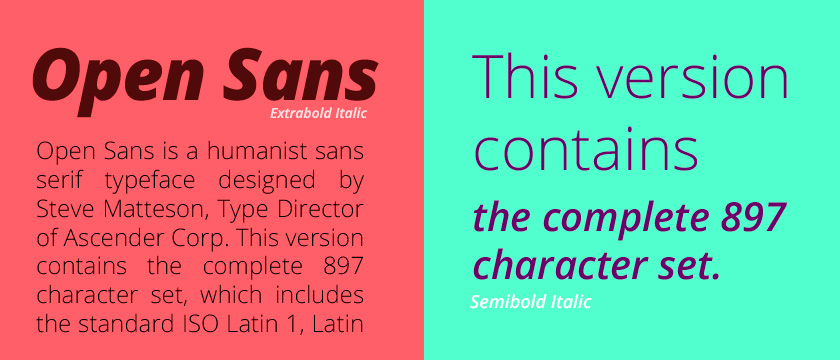 Open Sans
Extrabold Italic
Open Sans is a humanist sans
serif typeface designed by
Steve Matteson, Type Director
of Ascender Corp. This version
contains the complete 897
character set, which includes
the standard ISO Latin 1, Latin
This version
contains
the complete 897
character set.
Semibold Italic